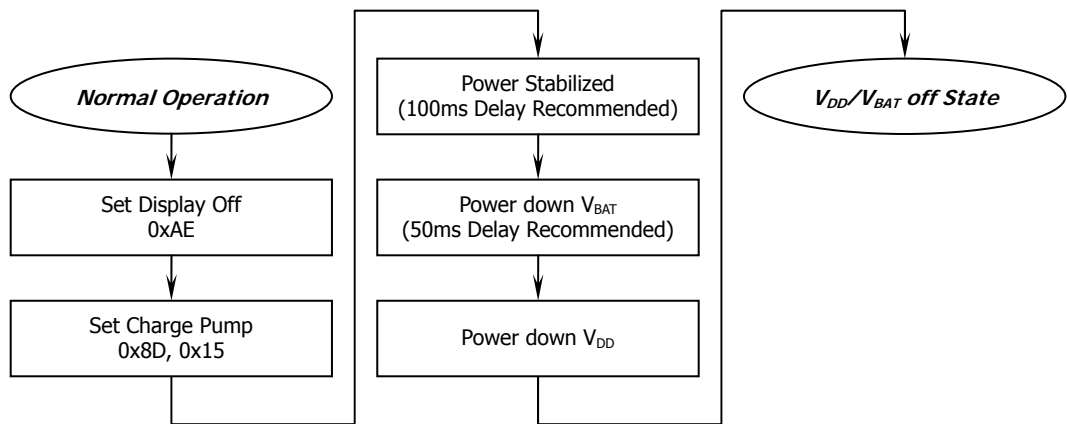 Normal Operation
Set Display Off
0xAE
Set Charge Pump
0x8D, 0x15
Power Stabilized
(100ms Delay Recommended)
Power down VBAT
(50ms Delay Recommended)
Power down VDD
VDD/VBAT off State